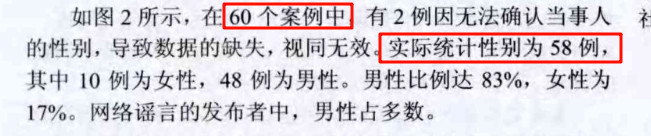 如图 2 所示，在 60 个案例中，有 2 例因无法确认当事人
的性别，导致数据的缺失，视同无效。实际统计性别为 58 例，
其中 10 例为女性，48 例为男性。男性比例达 83%，女性为
17%。网络谣言的发布者中，男性占多数。